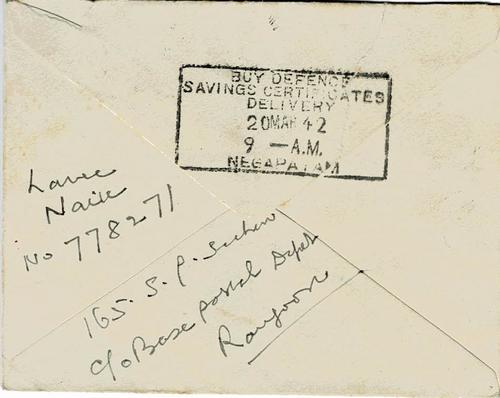 BUY DEFENCE
SAVINGS CERTIFICATES
DELIVERY
20 MAR 42
9 — A.M.
NEGAPATAM
Lance
Naik
No 778271
165. S. P. Section
c/o Base Postal Depot
Rangoon